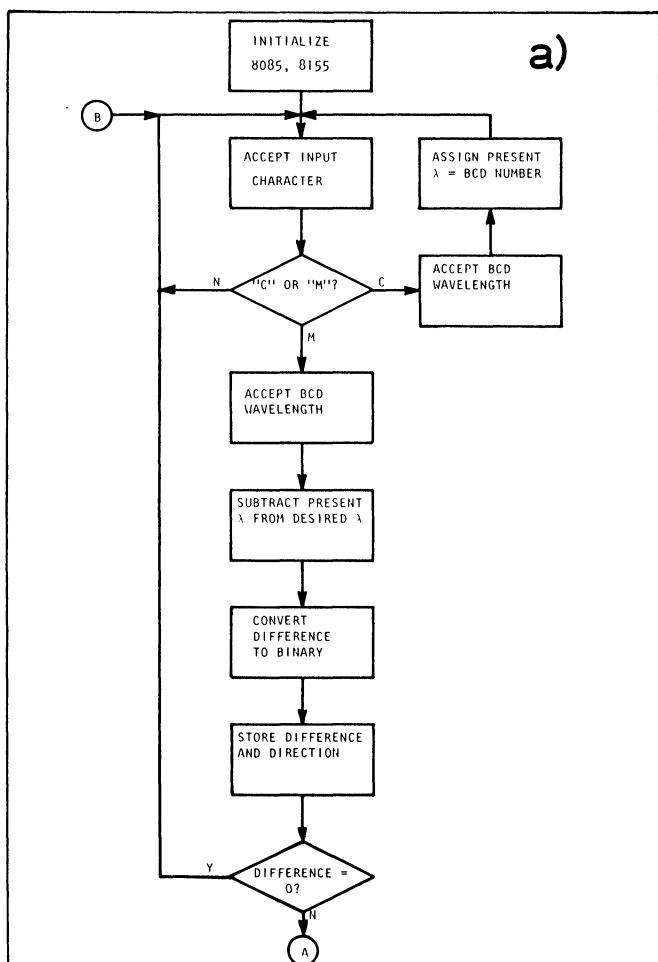 INITIALIZE
8085, 8155
a)
B
ACCEPT INPUT
CHARACTER
ASSIGN PRESENT
λ = BCD NUMBER
N
"C" OR "M"?
C
ACCEPT BCD
WAVELENGTH
M
ACCEPT BCD
WAVELENGTH
SUBTRACT PRESENT
λ FROM DESIRED λ
CONVERT
DIFFERENCE
TO BINARY
STORE DIFFERENCE
AND DIRECTION
Y
DIFFERENCE =
0?
N
A